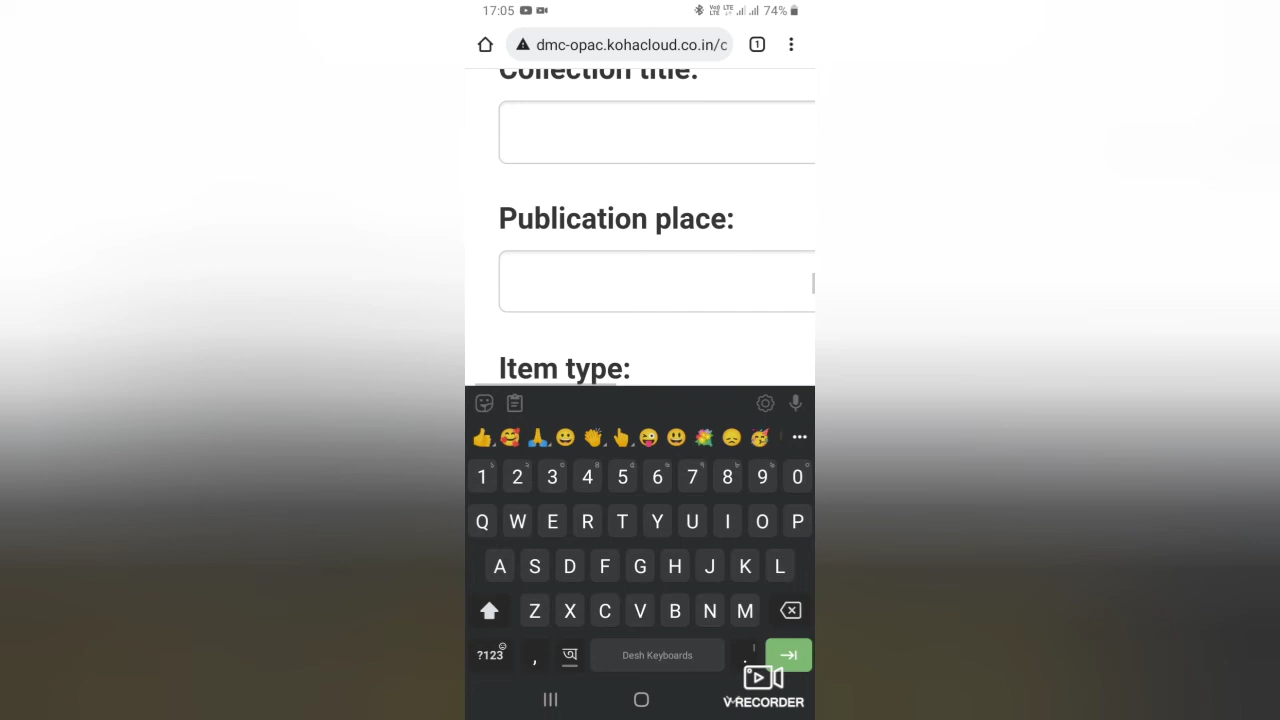 17:05 74%
dmc-opac.kohacloud.co.in/c 1
Collection title:
Publication place:
Item type:
1 2 3 4 5 6 7 8 9 0
Q W E R T Y U I O P
A S D F G H J K L
Z X C V B N M
?123 , অ Desh Keyboards .
V-RECORDER